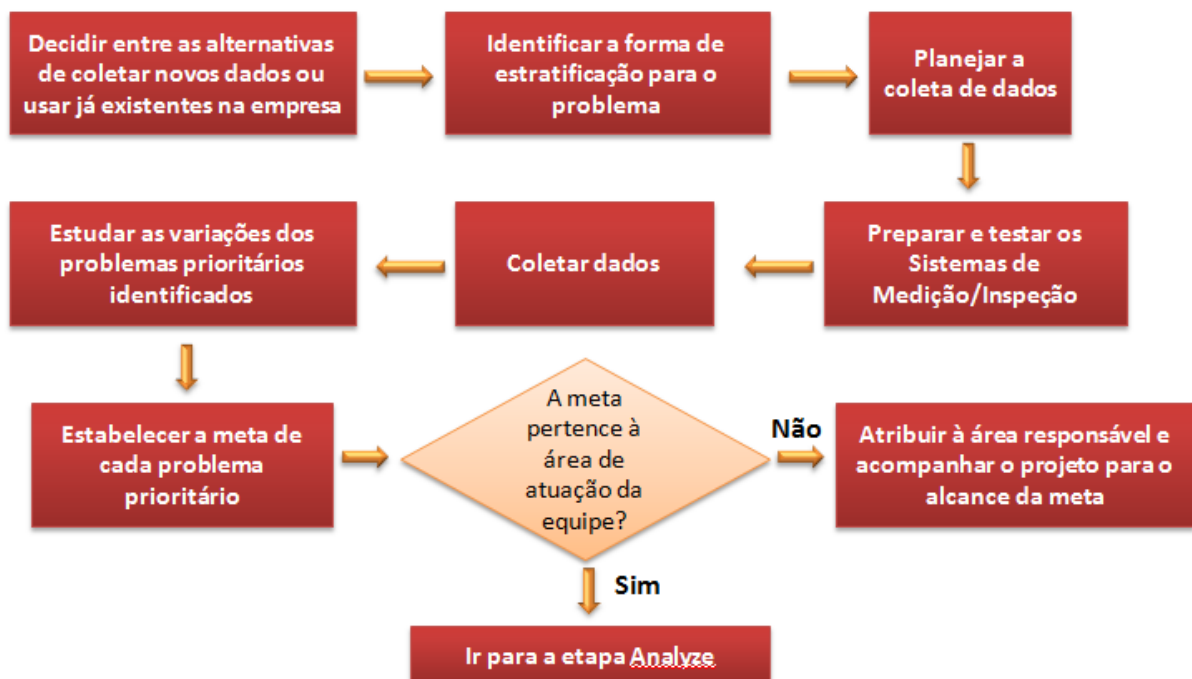 Decidir entre as alternativas
de coletar novos dados ou
usar já existentes na empresa
Identificar a forma de
estratificação para o
problema
Planejar a
coleta de dados
Preparar e testar os
Sistemas de
Medição/Inspeção
Coletar dados
Estudar as variações dos
problemas prioritários
identificados
Estabelecer a meta de
cada problema
prioritário
A meta
pertence à
área de
atuação da
equipe?
Não
Atribuir à área responsável e
acompanhar o projeto para o
alcance da meta
Sim
Ir para a etapa Analyze